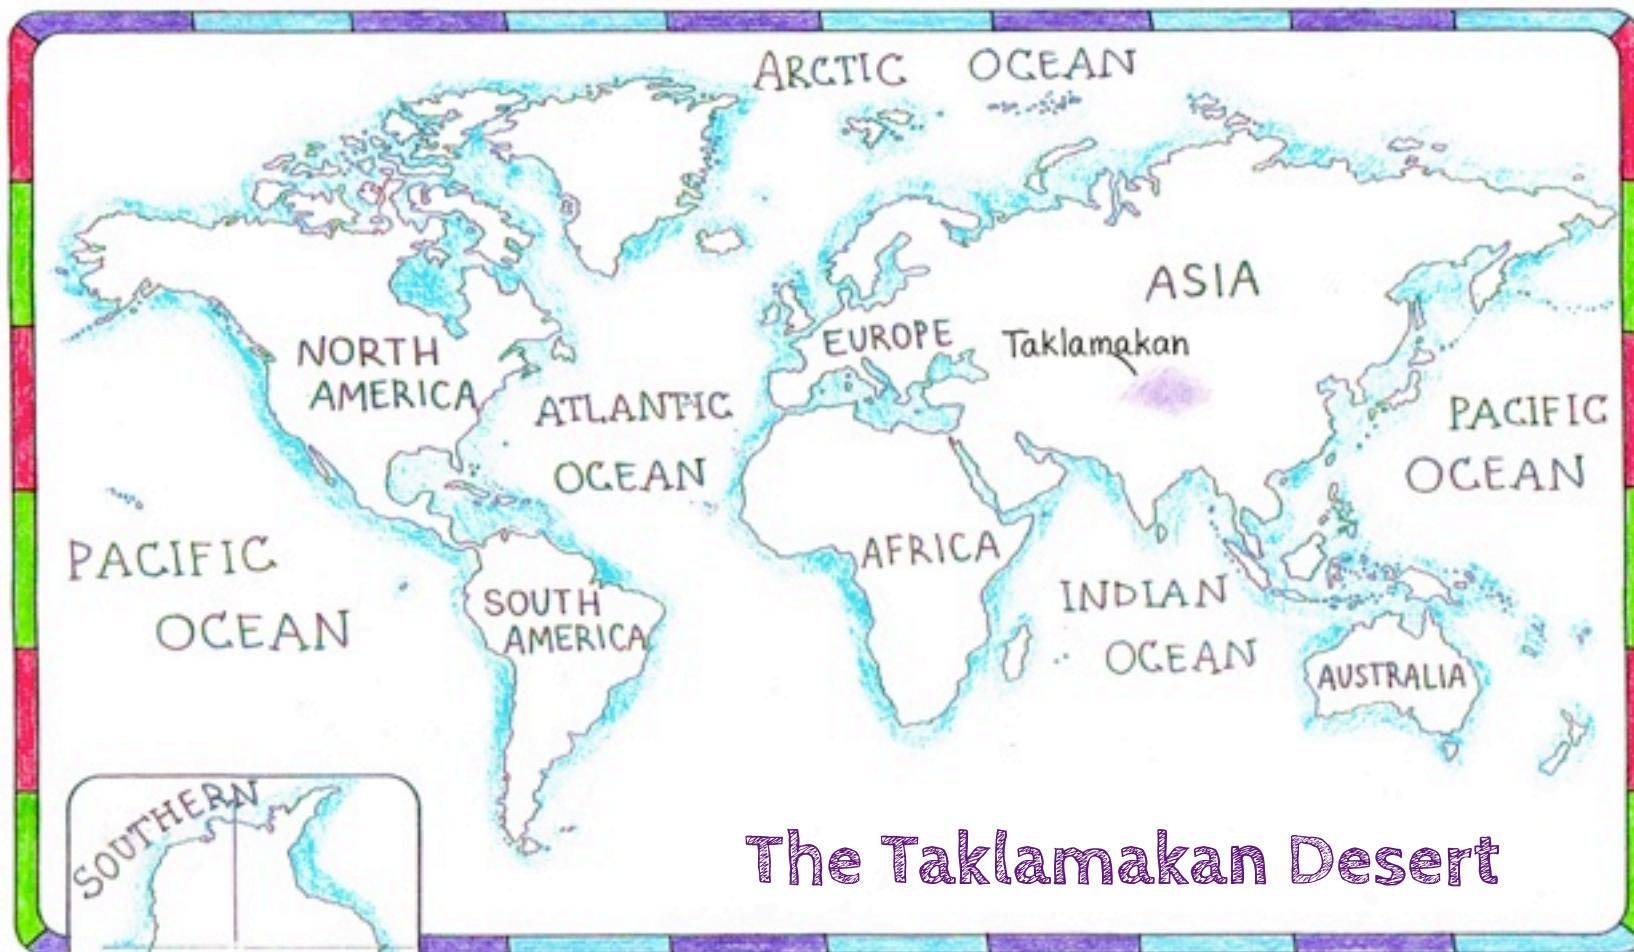 ARCTIC OCEAN
ASIA
NORTH
AMERICA
EUROPE
Taklamakan
ATLANTIC
OCEAN
PACIFIC
OCEAN
PACIFIC
OCEAN
AFRICA
SOUTH
AMERICA
INDIAN
OCEAN
AUSTRALIA
SOUTHERN
The Taklamakan Desert